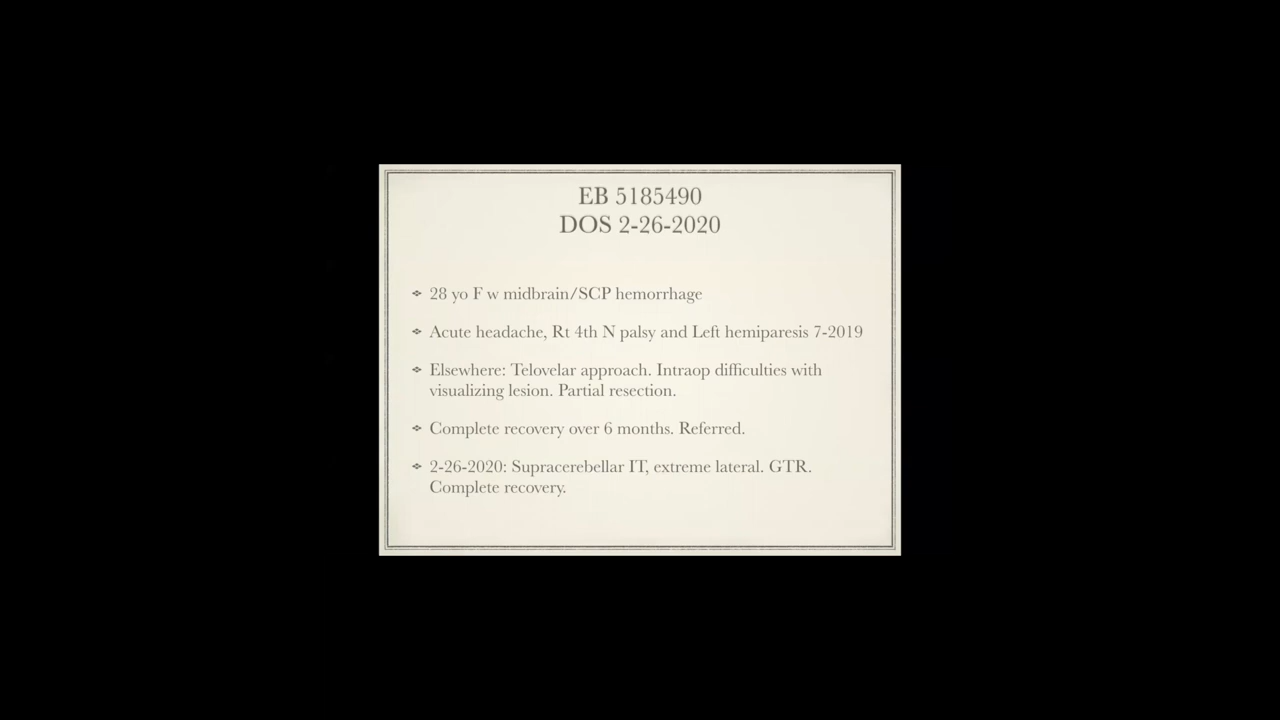 EB 5185490
DOS 2-26-2020
28 yo F w midbrain/SCP hemorrhage
Acute headache, Rt 4th N palsy and Left hemiparesis 7-2019
Elsewhere: Telovelar approach. Intraop difficulties with
visualizing lesion. Partial resection.
Complete recovery over 6 months. Referred.
2-26-2020: Supracerebellar IT, extreme lateral. GTR.
Complete recovery.